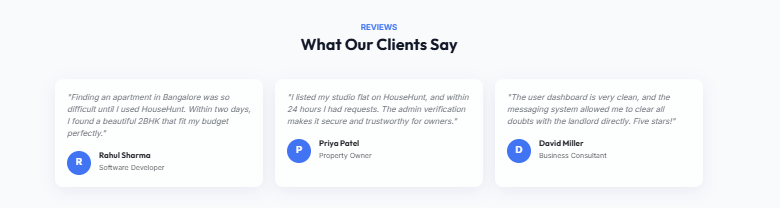 REVIEWS
What Our Clients Say
"Finding an apartment in Bangalore was so
difficult until I used HouseHunt. Within two days,
I found a beautiful 2BHK that fit my budget
perfectly."
R
Rahul Sharma
Software Developer
"I listed my studio flat on HouseHunt, and within
24 hours I had requests. The admin verification
makes it secure and trustworthy for owners."
P
Priya Patel
Property Owner
"The user dashboard is very clean, and the
messaging system allowed me to clear all
doubts with the landlord directly. Five stars!"
D
David Miller
Business Consultant